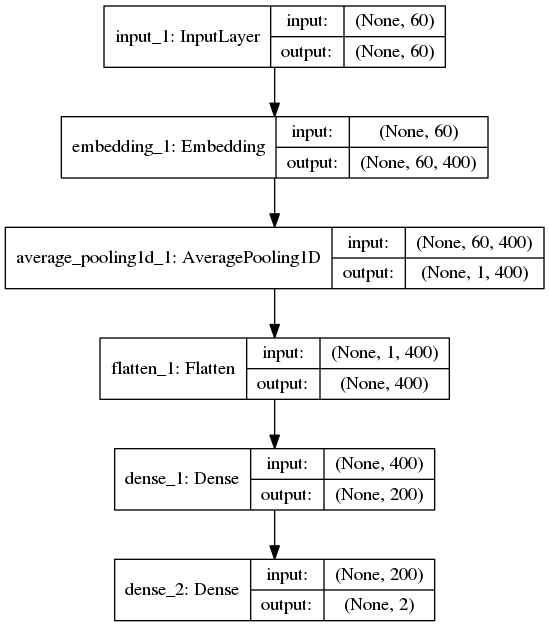 input_1: InputLayer
input: (None, 60)
output: (None, 60)
embedding_1: Embedding
input: (None, 60)
output: (None, 60, 400)
average_pooling1d_1: AveragePooling1D
input: (None, 60, 400)
output: (None, 1, 400)
flatten_1: Flatten
input: (None, 1, 400)
output: (None, 400)
dense_1: Dense
input: (None, 400)
output: (None, 200)
dense_2: Dense
input: (None, 200)
output: (None, 2)